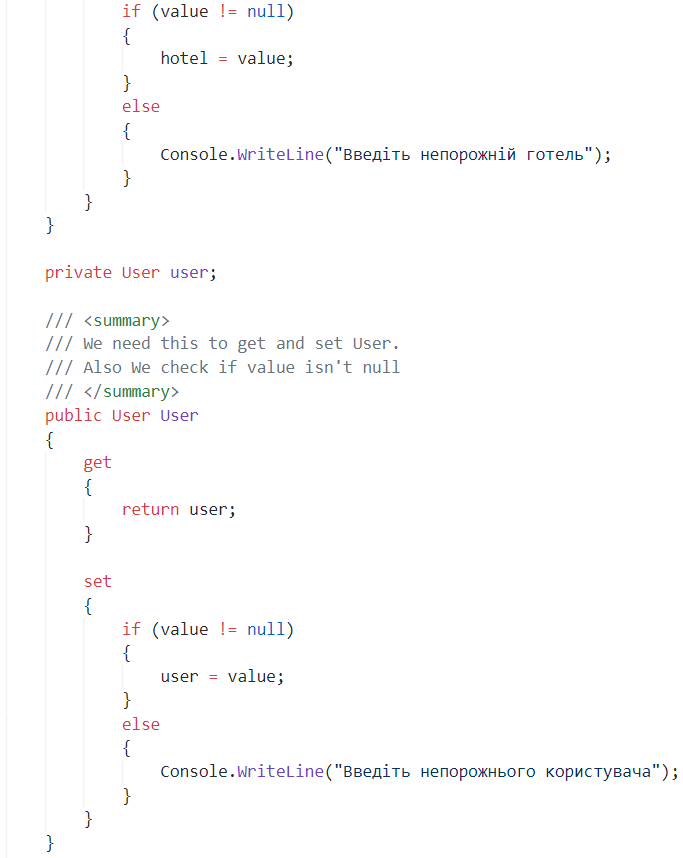 if (value != null)
{
hotel = value;
}
else
{
Console.WriteLine("Введіть непорожній готель");
}
}
}
private User user;
/// <summary>
/// We need this to get and set User.
/// Also We check if value isn't null
/// </summary>
public User User
{
get
{
return user;
}
set
{
if (value != null)
{
user = value;
}
else
{
Console.WriteLine("Введіть непорожнього користувача");
}
}
}